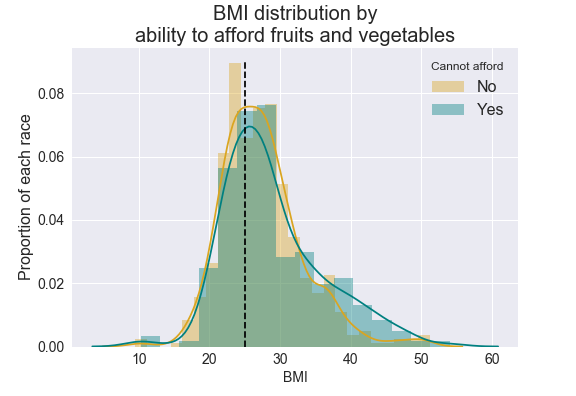 BMI distribution by
ability to afford fruits and vegetables
Cannot afford
No
Yes
Proportion of each race
0.08
0.06
0.04
0.02
0.00
10 20 30 40 50 60
BMI